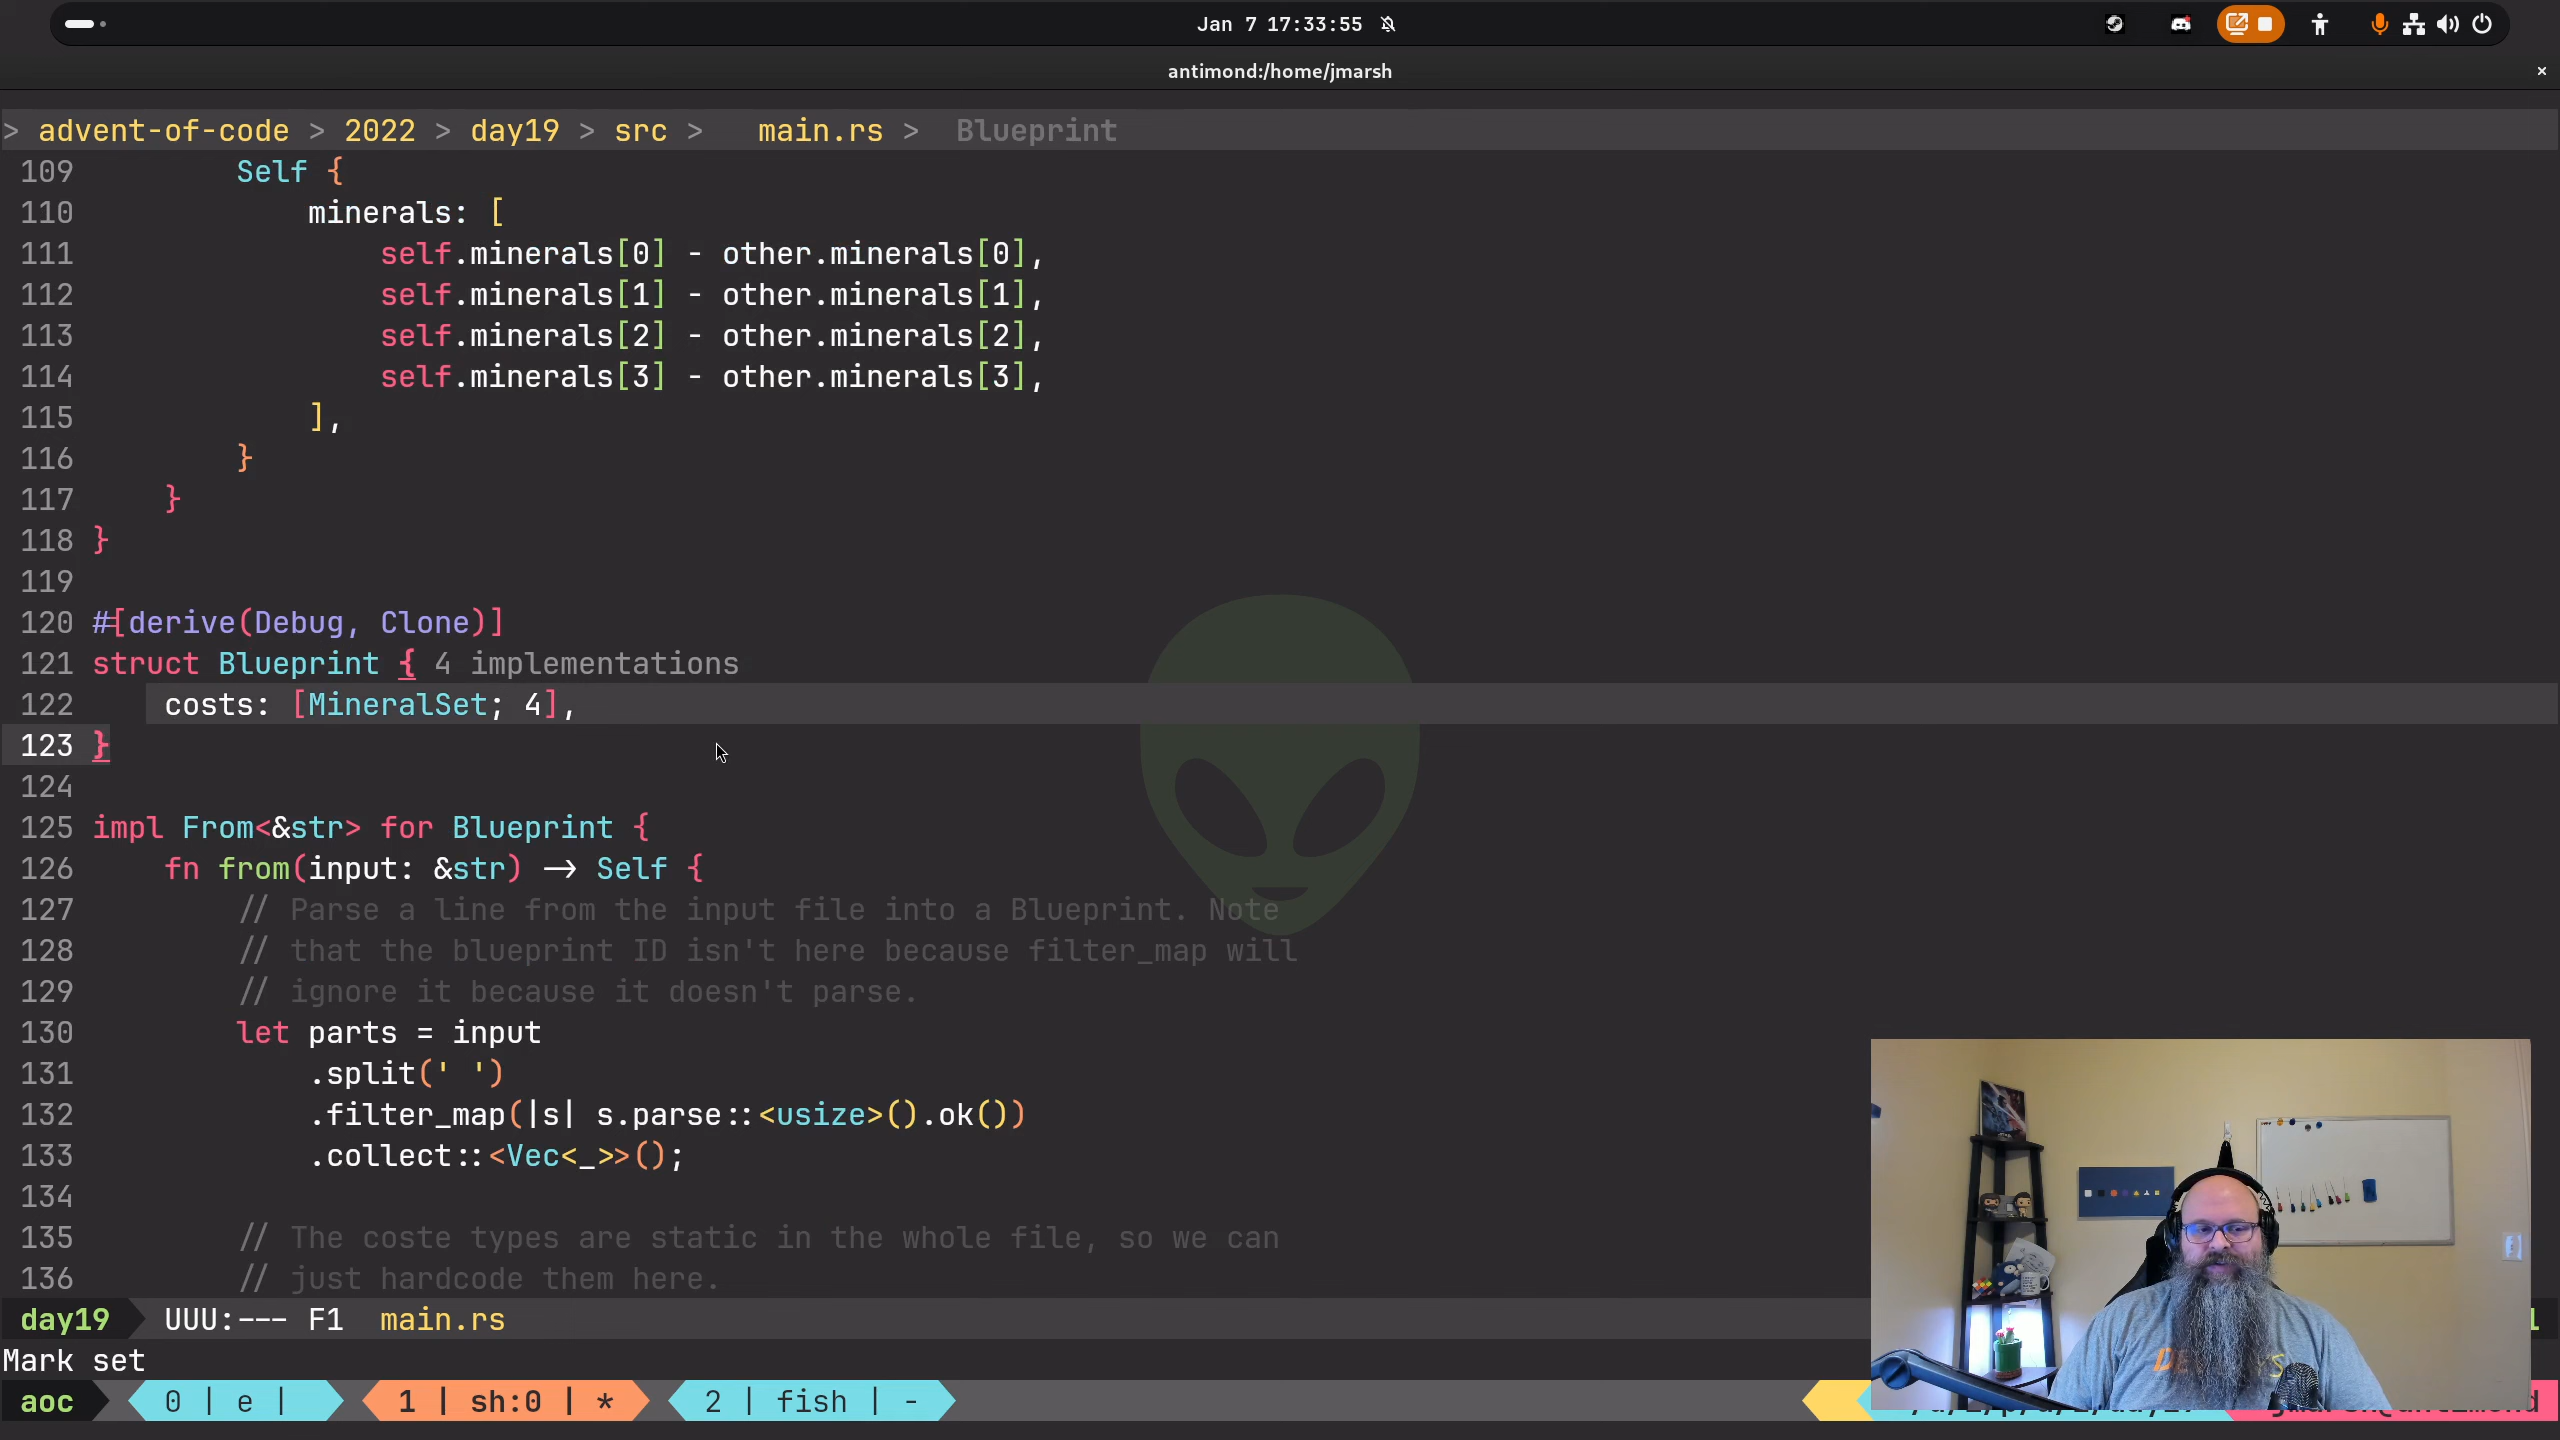 Jan 7 17:33:55
antimond:/home/jmarsh
×
> advent-of-code > 2022 > day19 > src > main.rs > Blueprint
109 Self {
110 minerals: [
111 self.minerals[0] - other.minerals[0],
112 self.minerals[1] - other.minerals[1],
113 self.minerals[2] - other.minerals[2],
114 self.minerals[3] - other.minerals[3],
115 ],
116 }
117 }
118 }
119
120 #[derive(Debug, Clone)]
121 struct Blueprint { 4 implementations
122 costs: [MineralSet; 4],
123 }
124
125 impl From<&str> for Blueprint {
126 fn from(input: &str) -> Self {
127 // Parse a line from the input file into a Blueprint. Note
128 // that the blueprint ID isn't here because filter_map will
129 // ignore it because it doesn't parse.
130 let parts = input
131 .split(' ')
132 .filter_map(|s| s.parse::<usize>().ok())
133 .collect::<Vec<_>>();
134
135 // The coste types are static in the whole file, so we can
136 // just hardcode them here.
day19 UUU:--- F1 main.rs
Mark set
aoc 0 | e | 1 | sh:0 | * 2 | fish | -